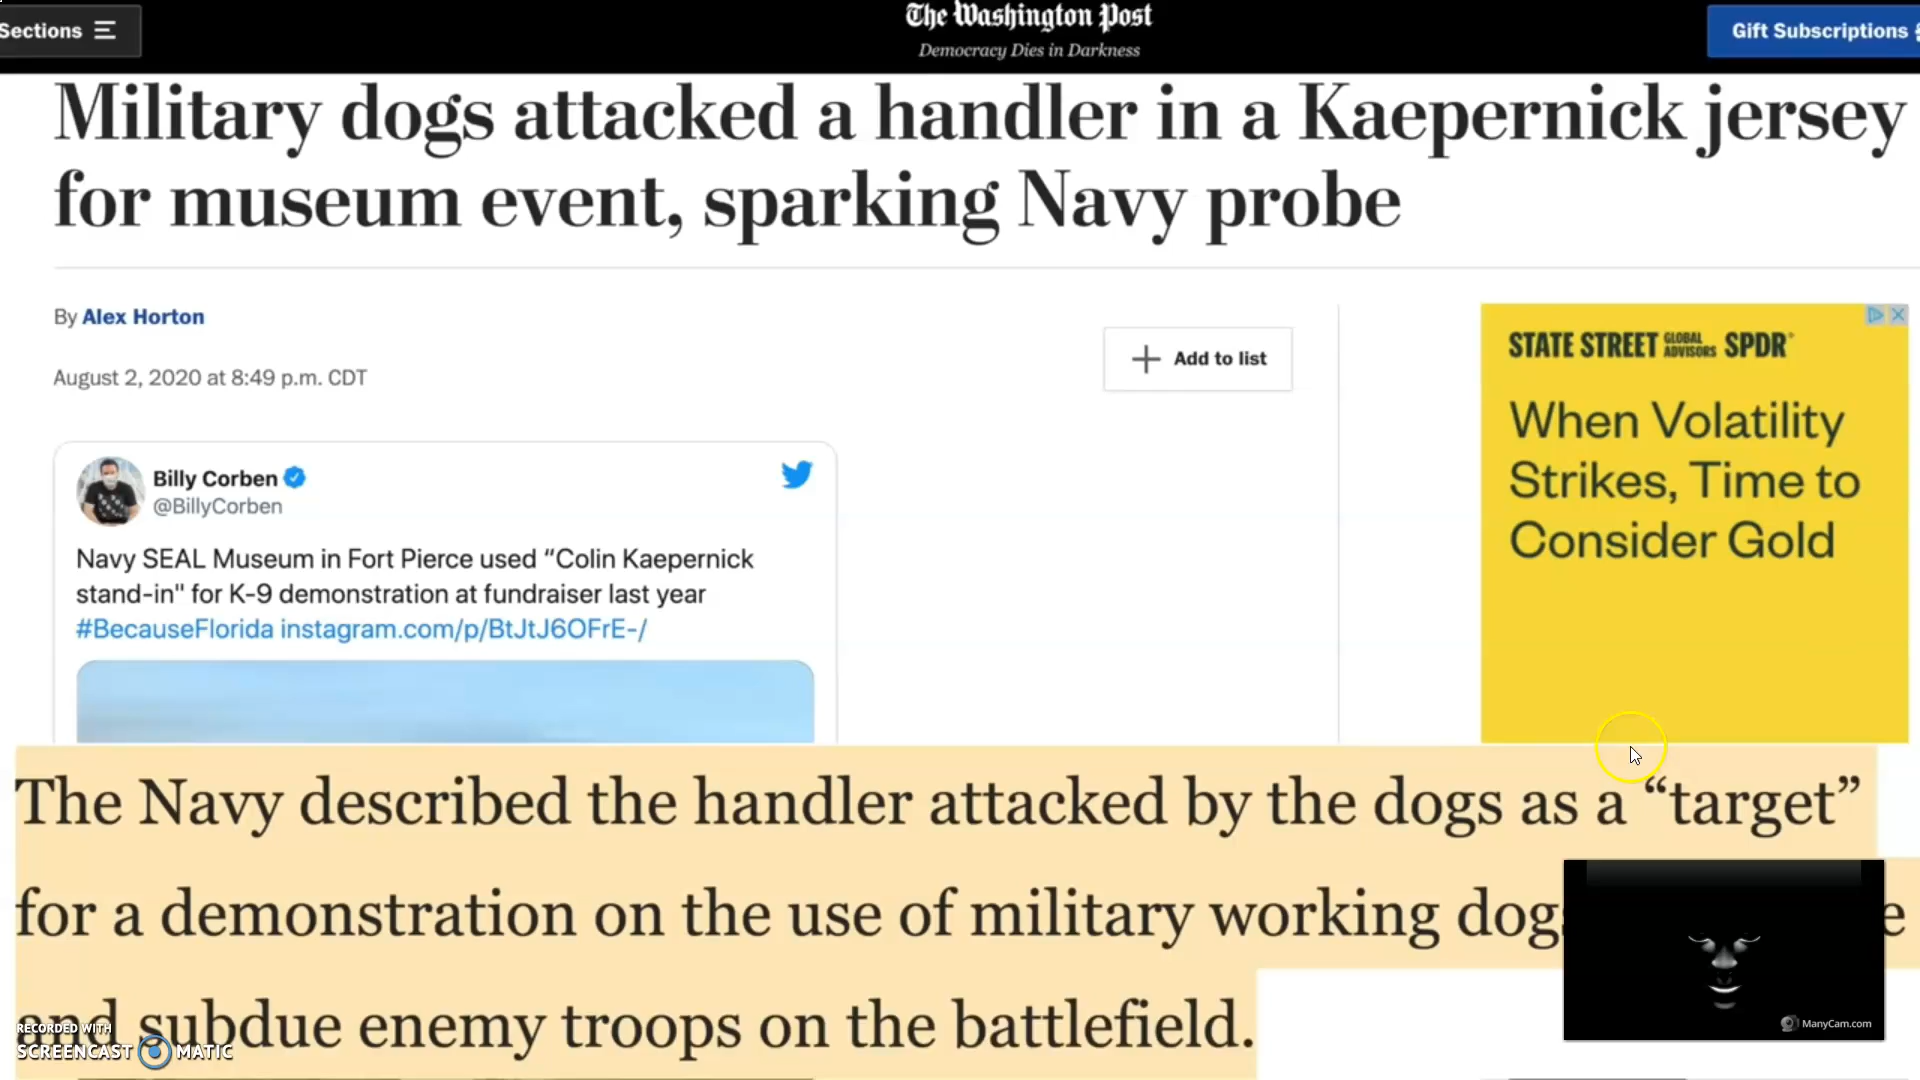 Sections
The Washington Post
Democracy Dies in Darkness
Gift Subscriptions
Military dogs attacked a handler in a Kaepernick jersey
for museum event, sparking Navy probe
By Alex Horton
August 2, 2020 at 8:49 p.m. CDT
Add to list
STATE STREET GLOBAL ADVISORS SPDR
When Volatility
Strikes, Time to
Consider Gold
Billy Corben
@BillyCorben
Navy SEAL Museum in Fort Pierce used “Colin Kaepernick
stand-in" for K-9 demonstration at fundraiser last year
#BecauseFlorida instagram.com/p/BtJtJ6OFrE-/
The Navy described the handler attacked by the dogs as a “target”
for a demonstration on the use of military working dogs
and subdue enemy troops on the battlefield.
RECORDED WITH
SCREENCAST MATIC
ManyCam.com